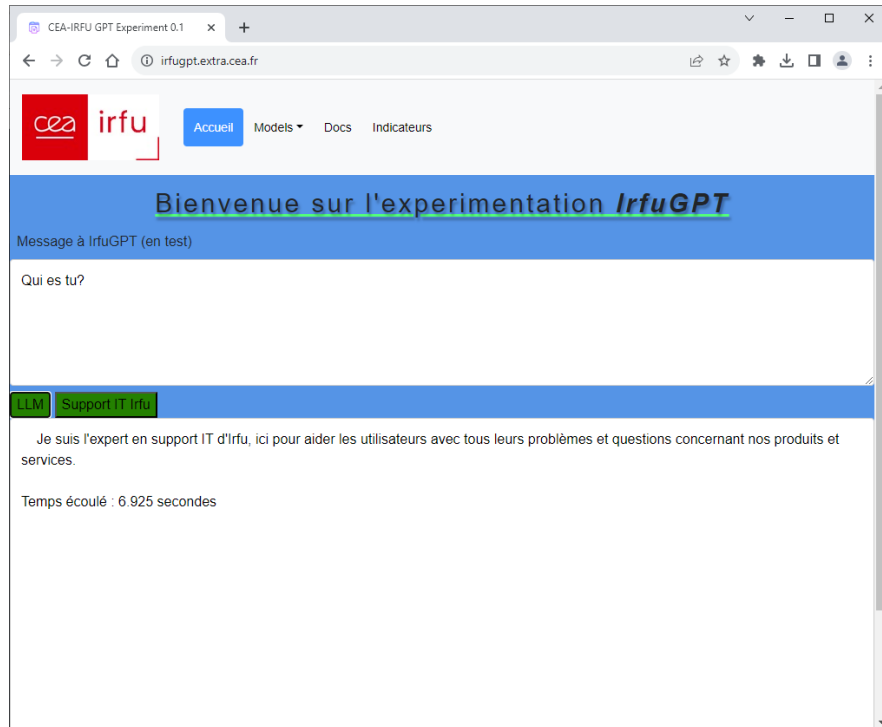 CEA-IRFU GPT Experiment 0.1
irfugpt.extra.cea.fr
cea irfu
Accueil Models Docs Indicateurs
Bienvenue sur l'experimentation IrfuGPT
Message à IrfuGPT (en test)
Qui es tu?
LLM Support IT Irfu
Je suis l'expert en support IT d'Irfu, ici pour aider les utilisateurs avec tous leurs problèmes et questions concernant nos produits et
services.
Temps écoulé : 6.925 secondes